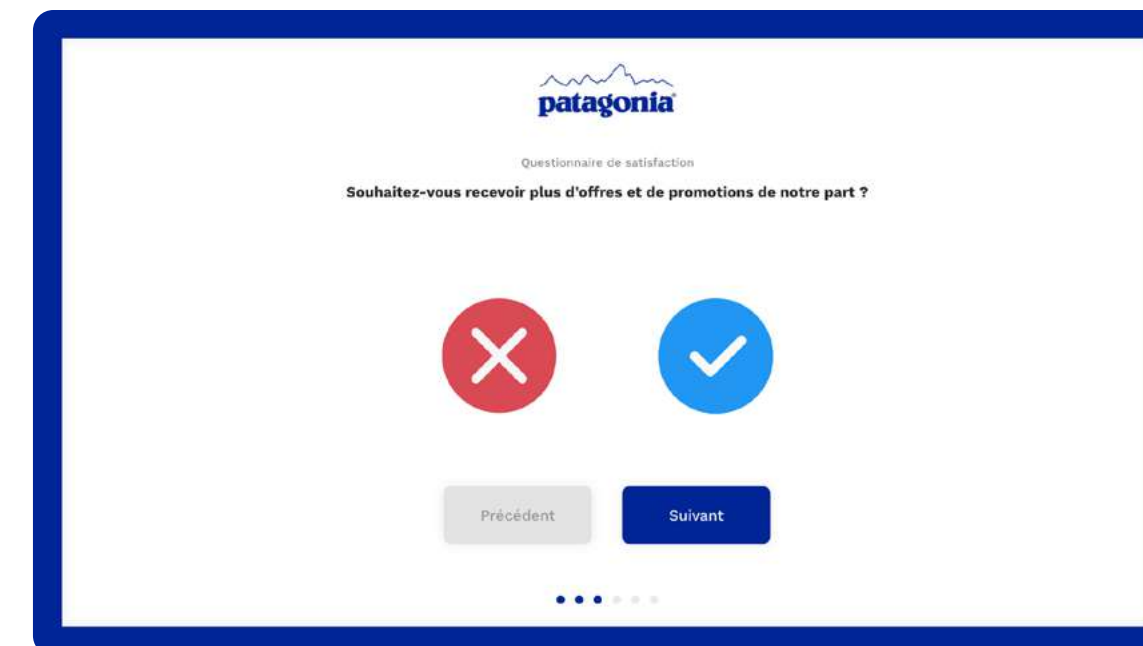 patagonia®
Questionnaire de satisfaction
Souhaitez-vous recevoir plus d'offres et de promotions de notre part ?
Précédent
Suivant